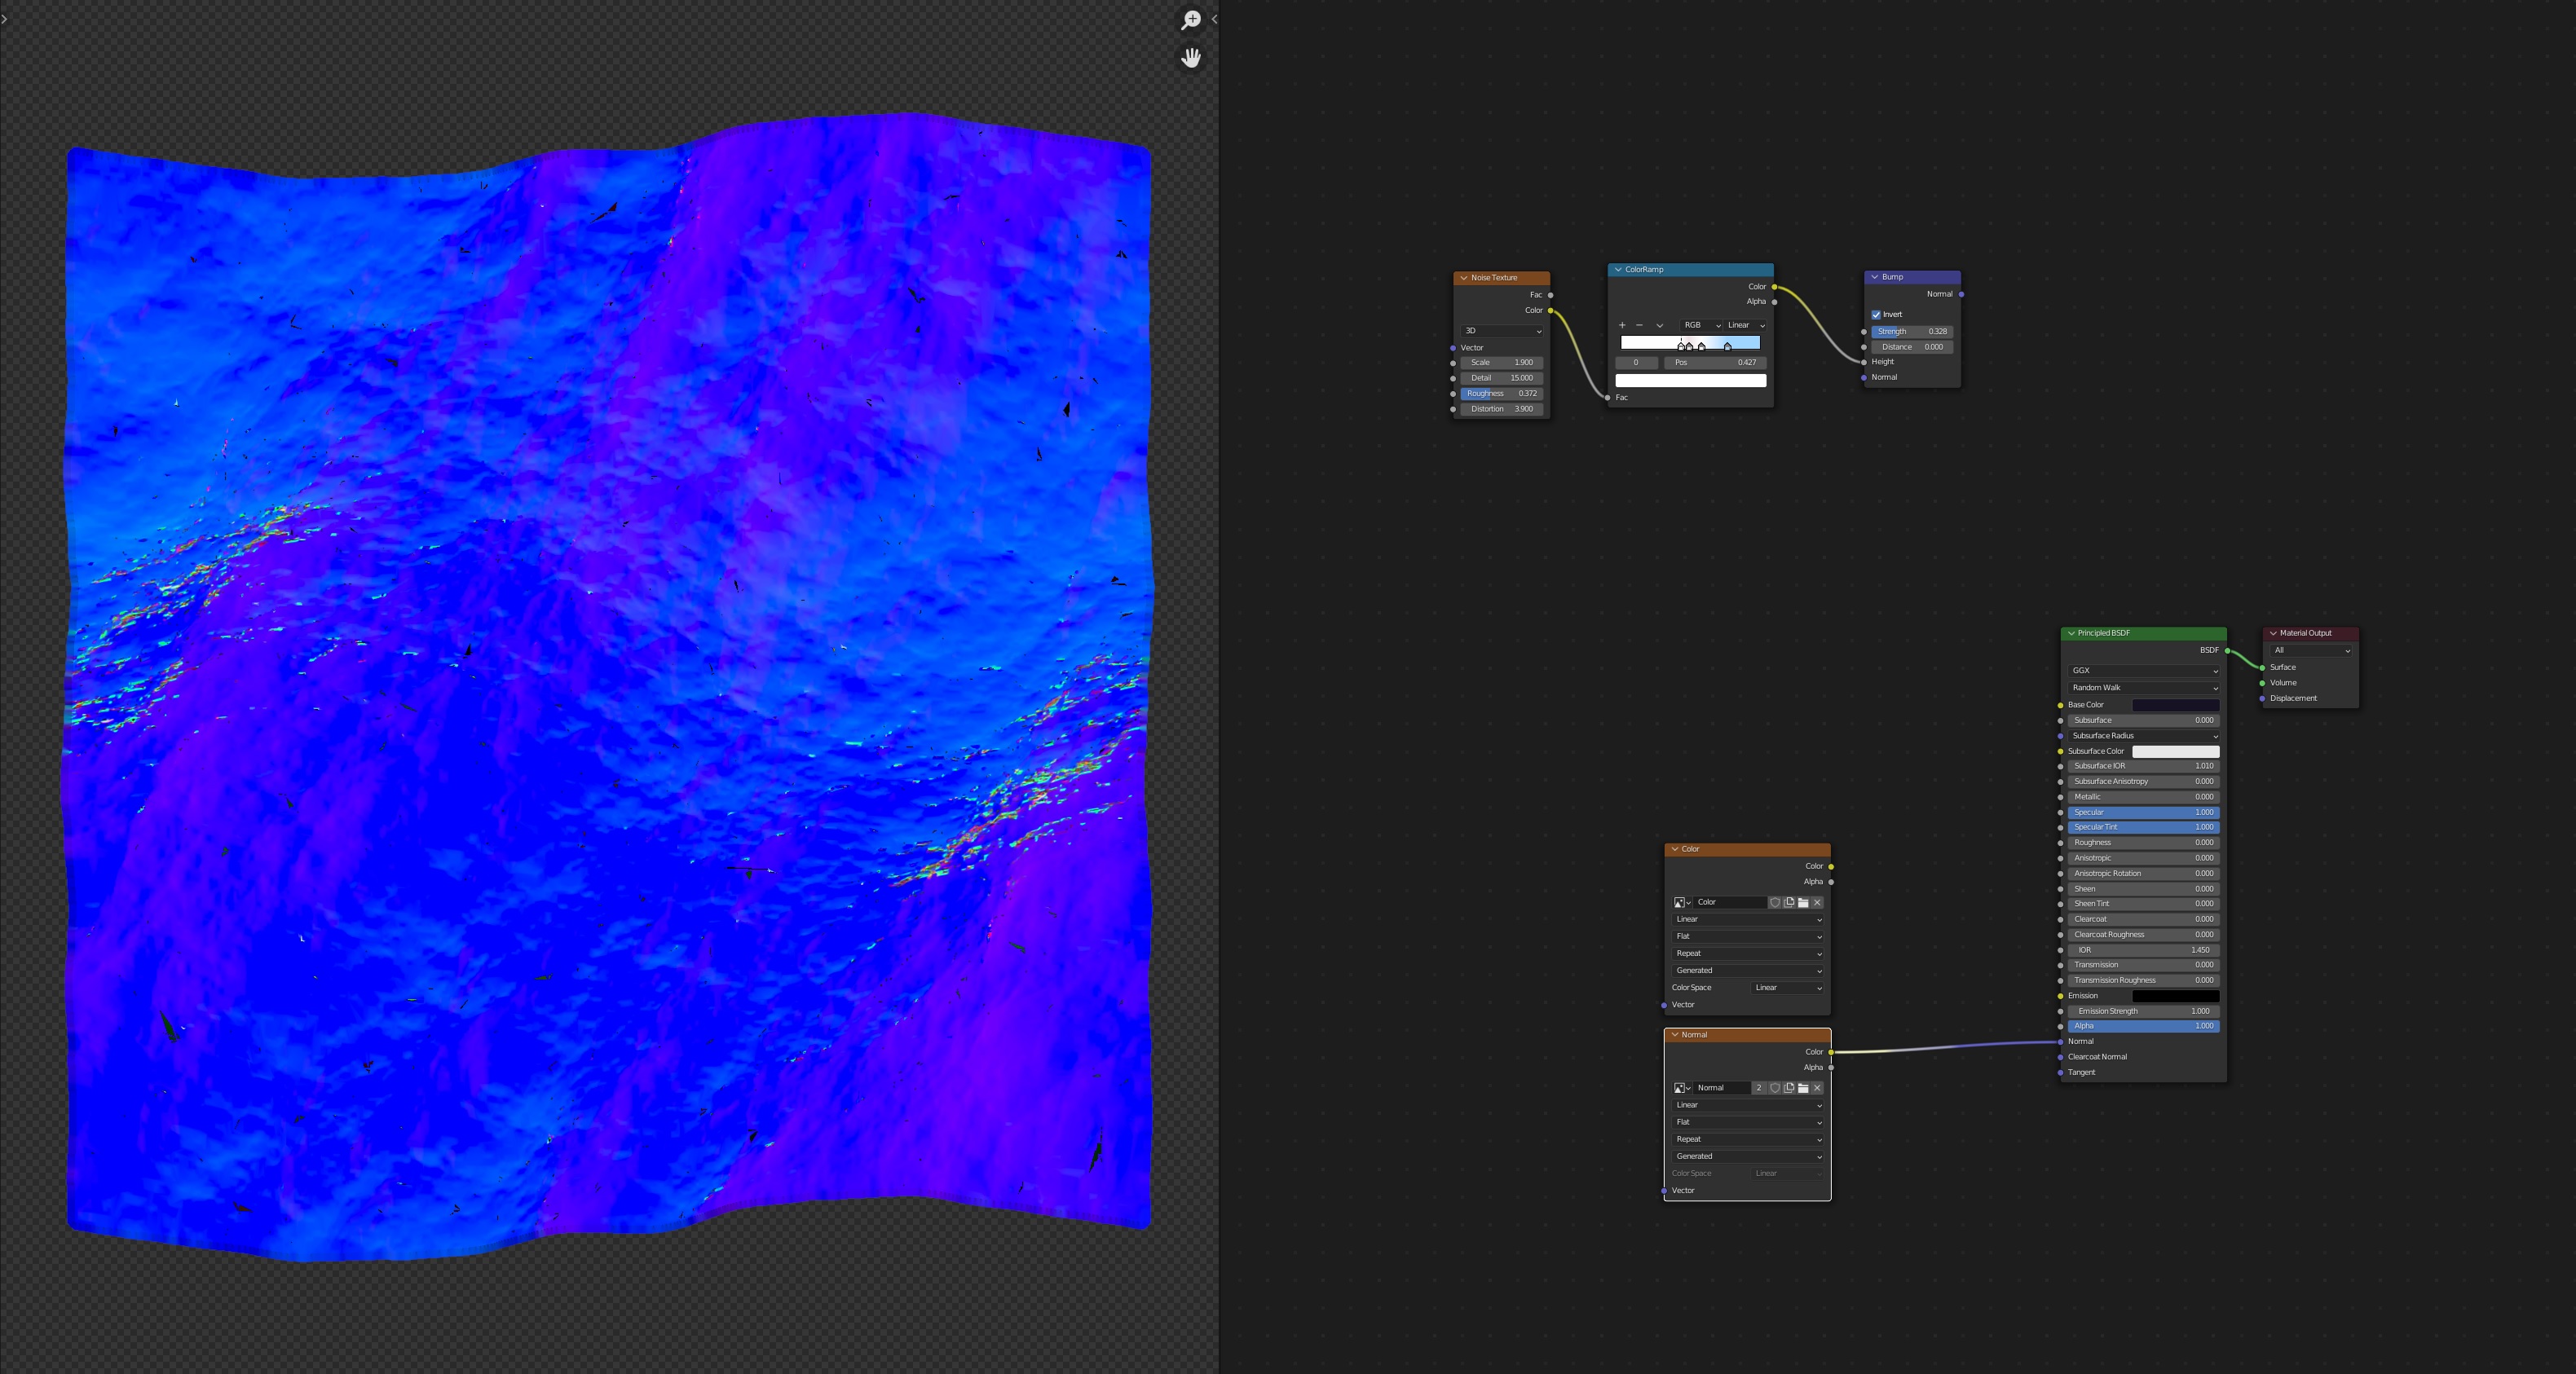 Noise Texture
Fac
Color
3D
Vector
Scale 1.900
Detail 15.000
Roughness 0.372
Distortion 3.900
ColorRamp
Color
Alpha
RGB Linear
0 Pos 0.427
Fac
Bump
Normal
Invert
Strength 0.328
Distance 0.000
Height
Normal
Principled BSDF
BSDF
GGX
Random Walk
Base Color
Subsurface 0.000
Subsurface Radius
Subsurface Color
Subsurface IOR 1.010
Subsurface Anisotropy 0.000
Metallic 0.000
Specular 1.000
Specular Tint 1.000
Roughness 0.000
Anisotropic 0.000
Anisotropic Rotation 0.000
Sheen 0.000
Sheen Tint 0.000
Clearcoat 0.000
Clearcoat Roughness 0.000
IOR 1.450
Transmission 0.000
Transmission Roughness 0.000
Emission
Emission Strength 1.000
Alpha 1.000
Normal
Clearcoat Normal
Tangent
Material Output
All
Surface
Volume
Displacement
Color
Color
Alpha
Color
Linear
Flat
Repeat
Generated
Color Space Linear
Vector
Normal
Color
Alpha
Normal 2
Linear
Flat
Repeat
Generated
Color Space Linear
Vector